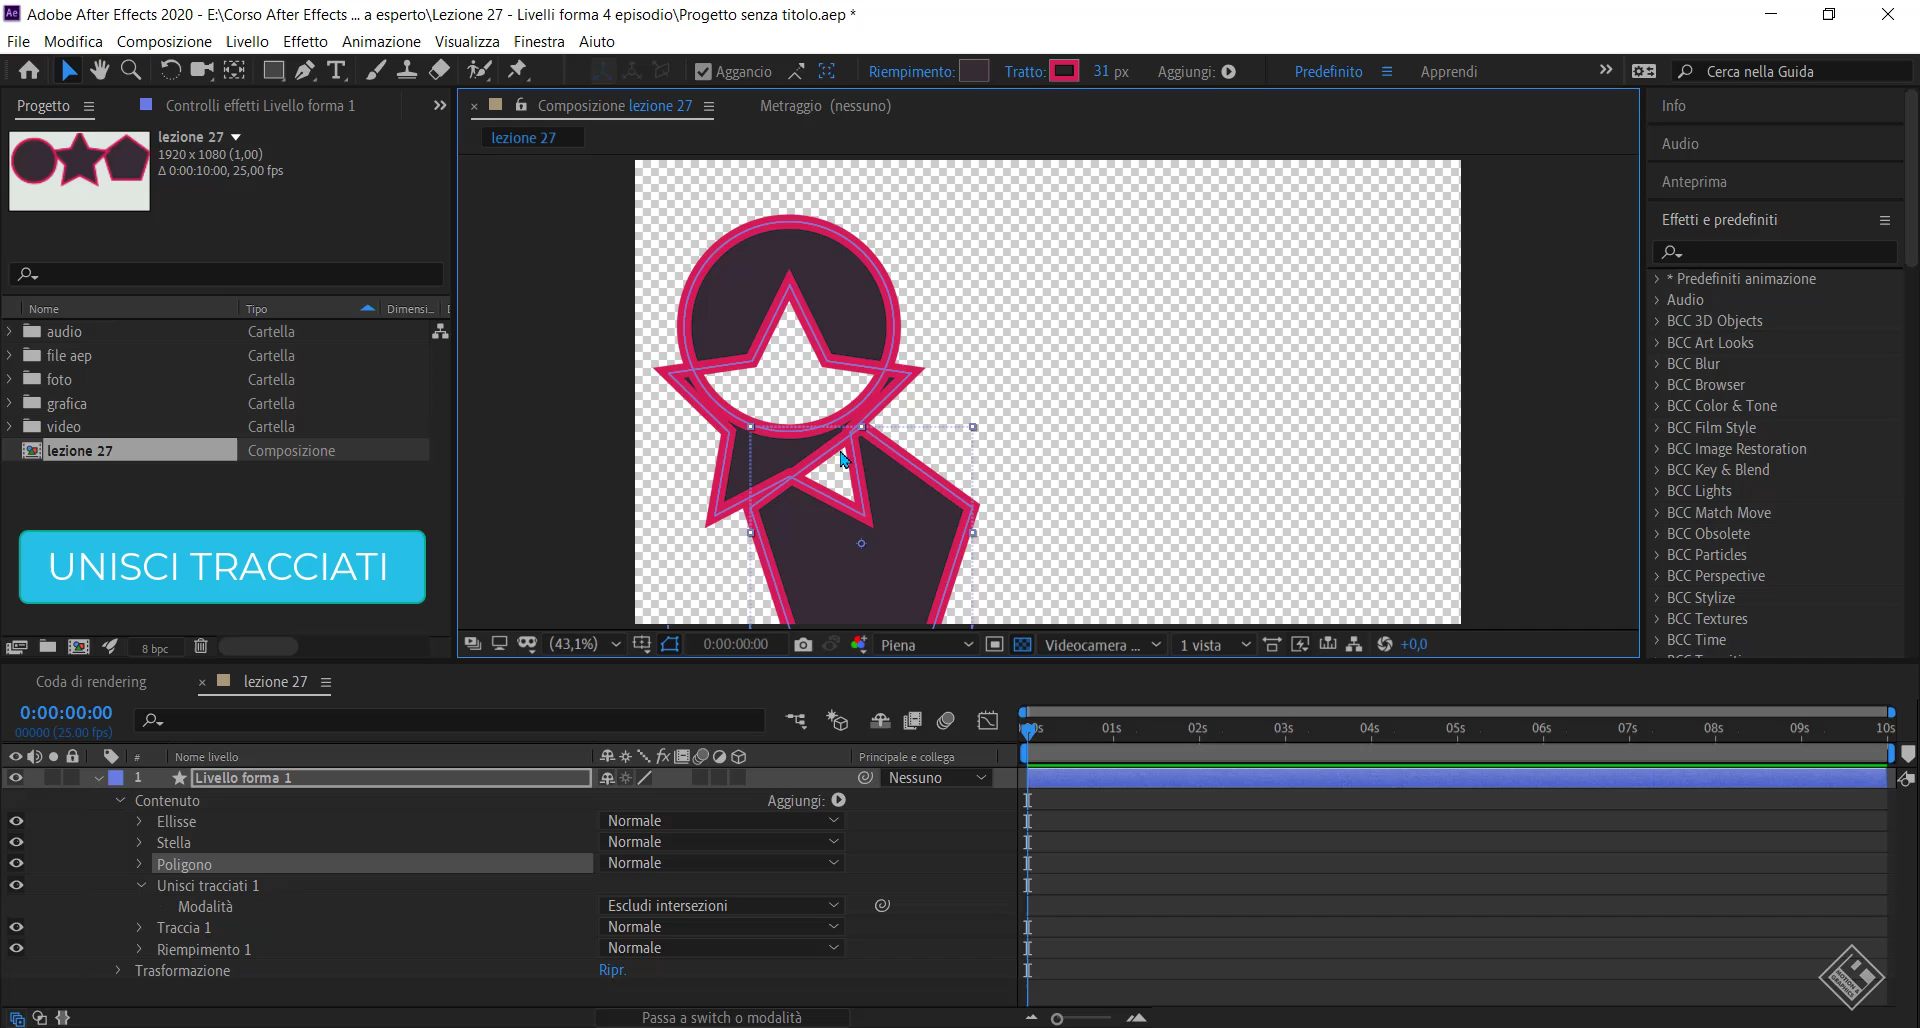 Adobe After Effects 2020 - E:\Corso After Effects ... a esperto\Lezione 27 - Livelli forma 4 episodio\Progetto senza titolo.aep *
File Modifica Composizione Livello Effetto Animazione Visualizza Finestra Aiuto
Aggancio Riempimento: Tratto: 31 px Aggiungi: Predefinito Apprendi Cerca nella Guida
Progetto Controlli effetti Livello forma 1
Composizione lezione 27 Metraggio (nessuno)
lezione 27
lezione 27
1920 x 1080 (1,00)
Δ 0:00:10:00, 25,00 fps
Nome Tipo Dimensi...
audio Cartella
file aep Cartella
foto Cartella
grafica Cartella
video Cartella
lezione 27 Composizione
UNISCI TRACCIATI
8 bpc
(43,1%) 0:00:00:00 Piena Videocamera ... 1 vista +0,0
Info
Audio
Anteprima
Effetti e predefiniti
* Predefiniti animazione
Audio
BCC 3D Objects
BCC Art Looks
BCC Blur
BCC Browser
BCC Color & Tone
BCC Film Style
BCC Image Restoration
BCC Key & Blend
BCC Lights
BCC Match Move
BCC Obsolete
BCC Particles
BCC Perspective
BCC Stylize
BCC Textures
BCC Time
Coda di rendering lezione 27
0:00:00:00
00000 (25.00 fps)
01s 02s 03s 04s 05s 06s 07s 08s 09s 10s
# Nome livello fx Principale e collega
1 Livello forma 1 Nessuno
Contenuto Aggiungi:
Ellisse Normale
Stella Normale
Poligono Normale
Unisci tracciati 1
Modalità Escludi intersezioni
Traccia 1 Normale
Riempimento 1 Normale
Trasformazione Ripr.
Passa a switch o modalità